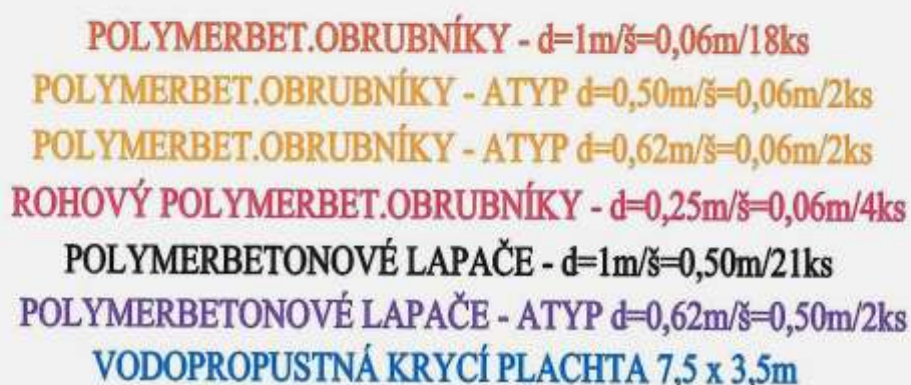 POLYMERBET.OBRUBNÍKY - d=1m/š=0,06m/18ks
POLYMERBET.OBRUBNÍKY - ATYP d=0,50m/š=0,06m/2ks
POLYMERBET.OBRUBNÍKY - ATYP d=0,62m/š=0,06m/2ks
ROHOVÝ POLYMERBET.OBRUBNÍKY - d=0,25m/š=0,06m/4ks
POLYMERBETONOVÉ LAPAČE - d=1m/š=0,50m/21ks
POLYMERBETONOVÉ LAPAČE - ATYP d=0,62m/š=0,50m/2ks
VODOPROPUSTNÁ KRYCÍ PLACHTA 7,5 x 3,5m